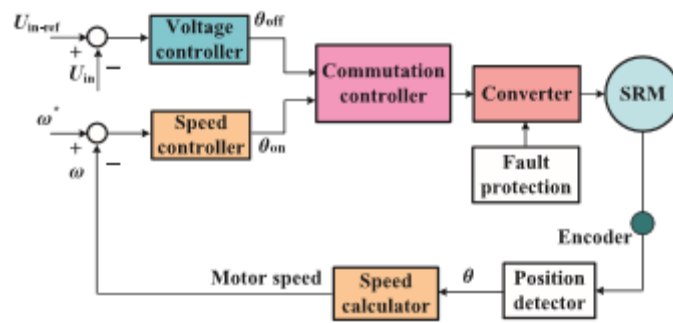 U_in-ref
+
U_in
−
Voltage
controller
θ_off
ω*
+
ω
−
Speed
controller
θ_on
Commutation
controller
Converter
SRM
Fault
protection
Encoder
Motor speed
Speed
calculator
θ
Position
detector